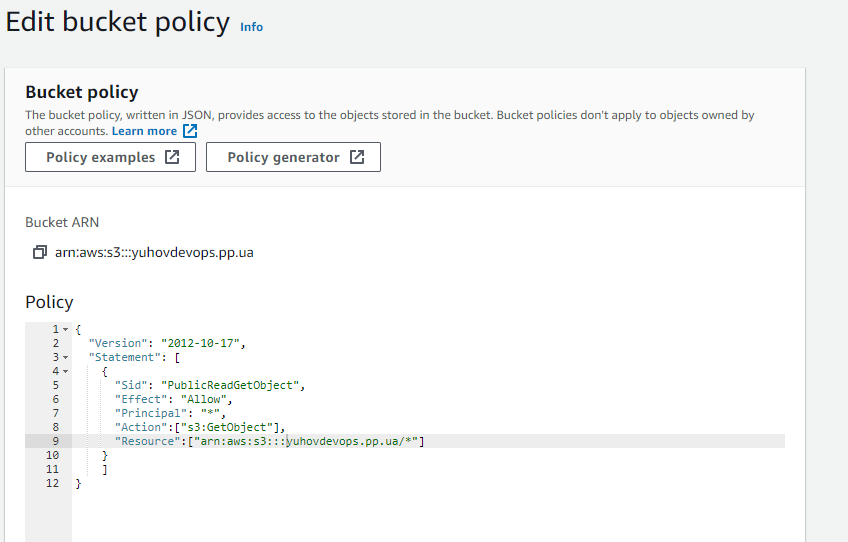 Edit bucket policy Info
Bucket policy
The bucket policy, written in JSON, provides access to the objects stored in the bucket. Bucket policies don't apply to objects owned by
other accounts. Learn more
Policy examples Policy generator
Bucket ARN
arn:aws:s3:::yuhovdevops.pp.ua
Policy
1 {
2 "Version": "2012-10-17",
3 "Statement": [
4 {
5 "Sid": "PublicReadGetObject",
6 "Effect": "Allow",
7 "Principal": "*",
8 "Action":["s3:GetObject"],
9 "Resource":["arn:aws:s3:::yuhovdevops.pp.ua/*"]
10 }
11 ]
12 }